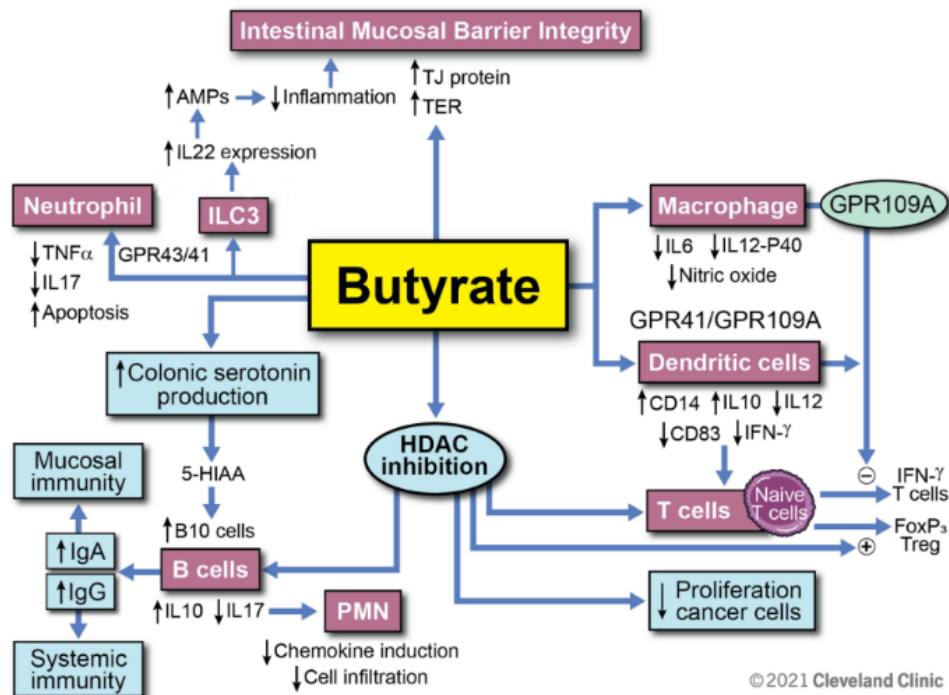 Intestinal Mucosal Barrier Integrity
↑TJ protein
↑TER
↑AMPs
↓Inflammation
↑IL22 expression
Neutrophil
ILC3
↓TNFα
↓IL17
↑Apoptosis
GPR43/41
Butyrate
Macrophage
GPR109A
↓IL6 ↓IL12-P40
↓Nitric oxide
GPR41/GPR109A
Dendritic cells
↑CD14 ↑IL10 ↓IL12
↓CD83 ↓IFN-γ
↑Colonic serotonin
production
5-HIAA
↑B10 cells
B cells
↑IL10 ↓IL17
Mucosal
immunity
↑IgA
↑IgG
Systemic
immunity
PMN
↓Chemokine induction
↓Cell infiltration
HDAC
inhibition
T cells
Naive
T cells
⊖
IFN-γ
T cells
⊕
FoxP₃
Treg
↓Proliferation
cancer cells
©2021 Cleveland Clinic